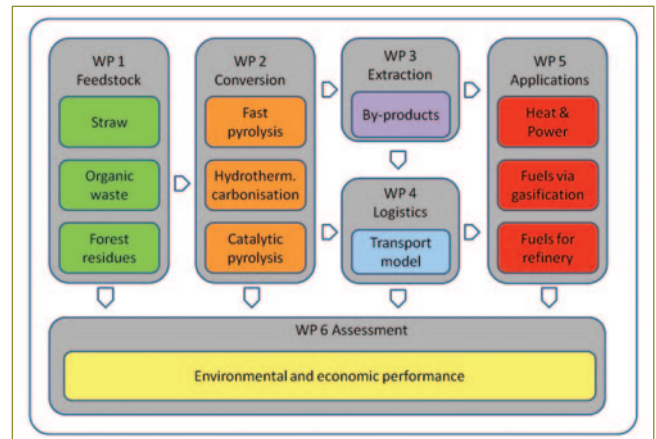 WP 1
Feedstock
Straw
Organic
waste
Forest
residues
WP 2
Conversion
Fast
pyrolysis
Hydrotherm.
carbonisation
Catalytic
pyrolysis
WP 3
Extraction
By-products
WP 4
Logistics
Transport
model
WP 5
Applications
Heat &
Power
Fuels via
gasification
Fuels for
refinery
WP 6 Assessment
Environmental and economic performance